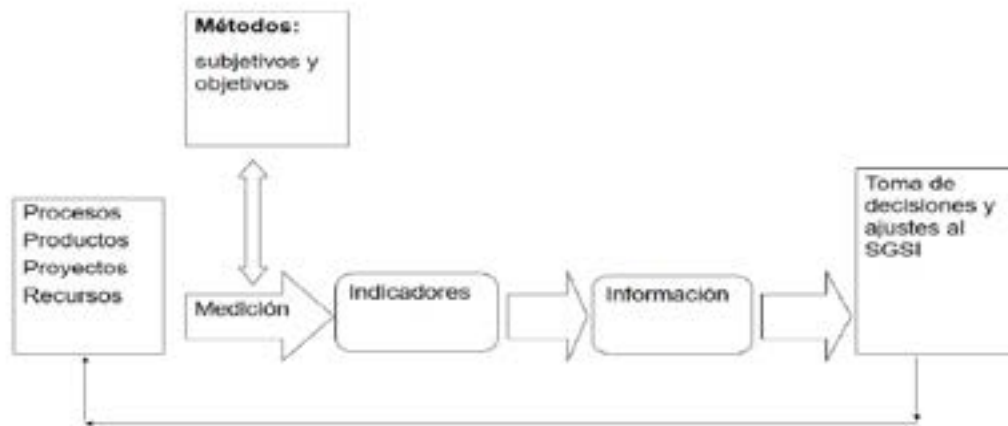 Métodos:
subjetivos y
objetivos
Procesos
Productos
Proyectos
Recursos
Medición
Indicadores
Información
Toma de
decisiones y
ajustes al
SGSI